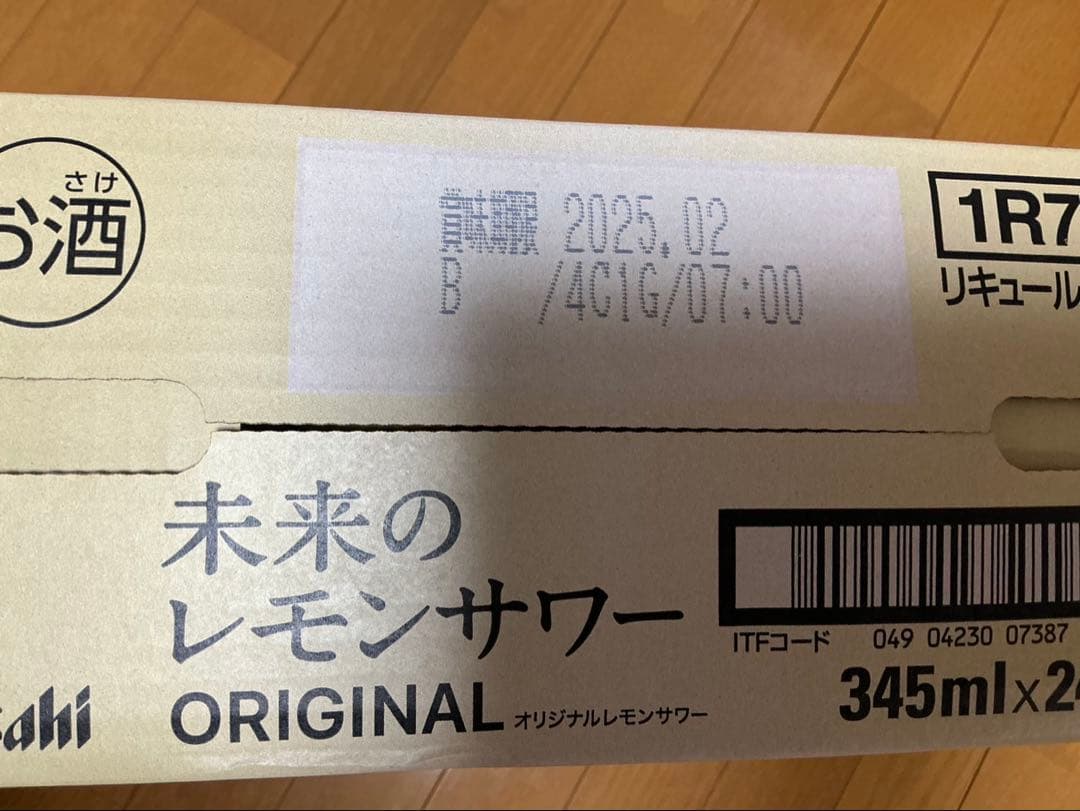 さけ
お酒
賞味期限 2025.02
B /4C1G/07:00
1R7
リキュール
未来の
レモンサワー
ORIGINAL オリジナルレモンサワー
ITFコード 049 04230 07387
345ml×2
sahi